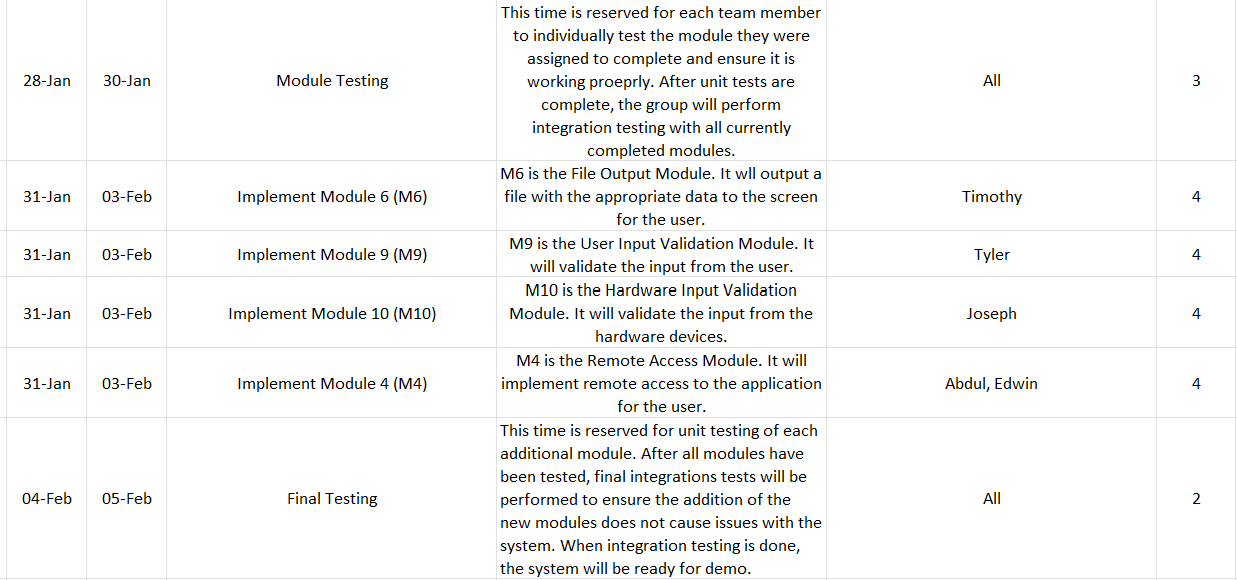 This time is reserved for each team member
to individually test the module they were
assigned to complete and ensure it is
28-Jan 30-Jan Module Testing working proeprly. After unit tests are All 3
complete, the group will perform
integration testing with all currently
completed modules.
M6 is the File Output Module. It wll output a
31-Jan 03-Feb Implement Module 6 (M6) file with the appropriate data to the screen Timothy 4
for the user.
M9 is the User Input Validation Module. It
31-Jan 03-Feb Implement Module 9 (M9) Tyler 4
will validate the input from the user.
M10 is the Hardware Input Validation
31-Jan 03-Feb Implement Module 10 (M10) Module. It will validate the input from the Joseph 4
hardware devices.
M4 is the Remote Access Module. It will
31-Jan 03-Feb Implement Module 4 (M4) implement remote access to the application Abdul, Edwin 4
for the user.
This time is reserved for unit testing of each
additional module. After all modules have
been tested, final integrations tests will be
04-Feb 05-Feb Final Testing performed to ensure the addition of the All 2
new modules does not cause issues with the
system. When integration testing is done,
the system will be ready for demo.